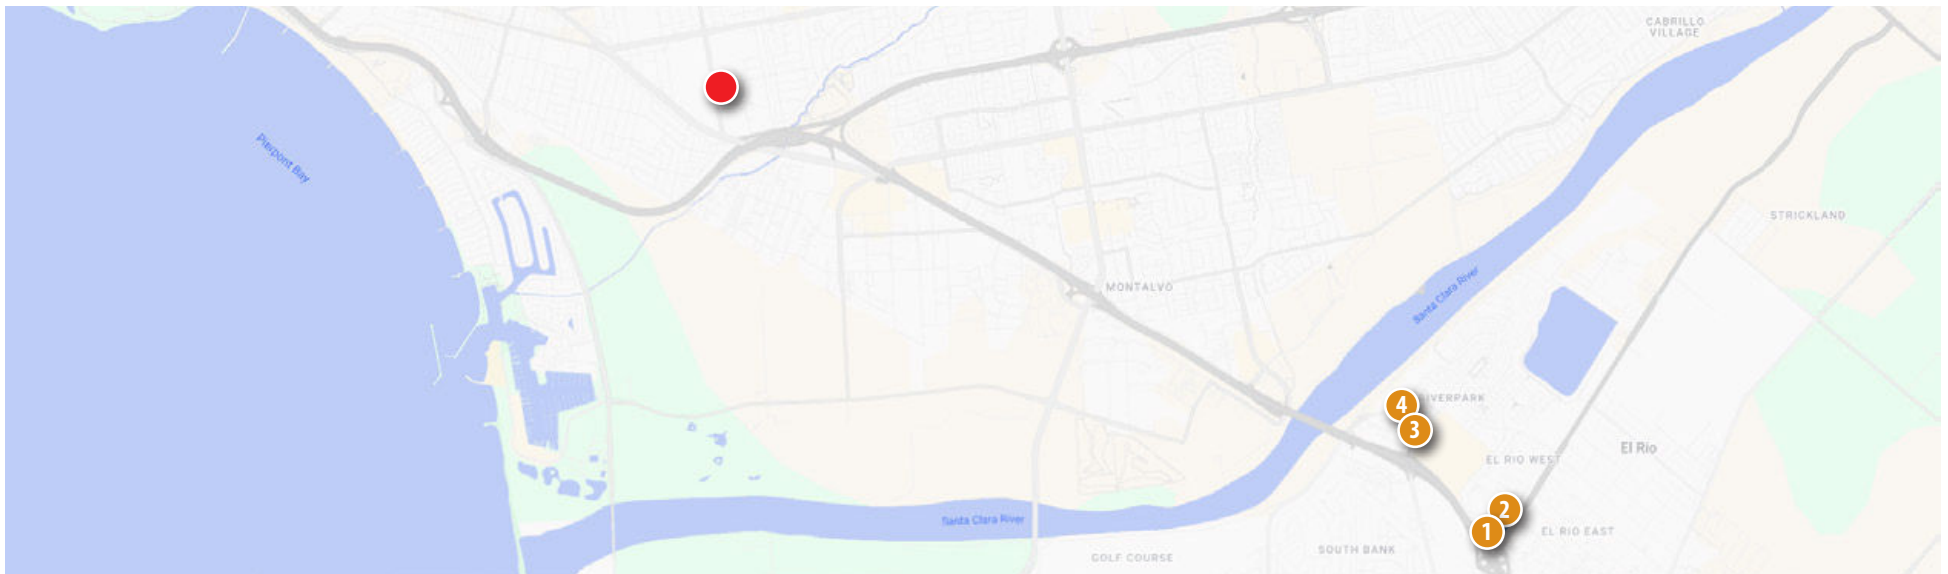 CABRILLO
VILLAGE
Pierpont Bay
STRICKLAND
MONTALVO
Santa Clara River
4
RIVERPARK
3
El Rio
EL RIO WEST
2
Santa Clara River
1
EL RIO EAST
SOUTH BANK
GOLF COURSE